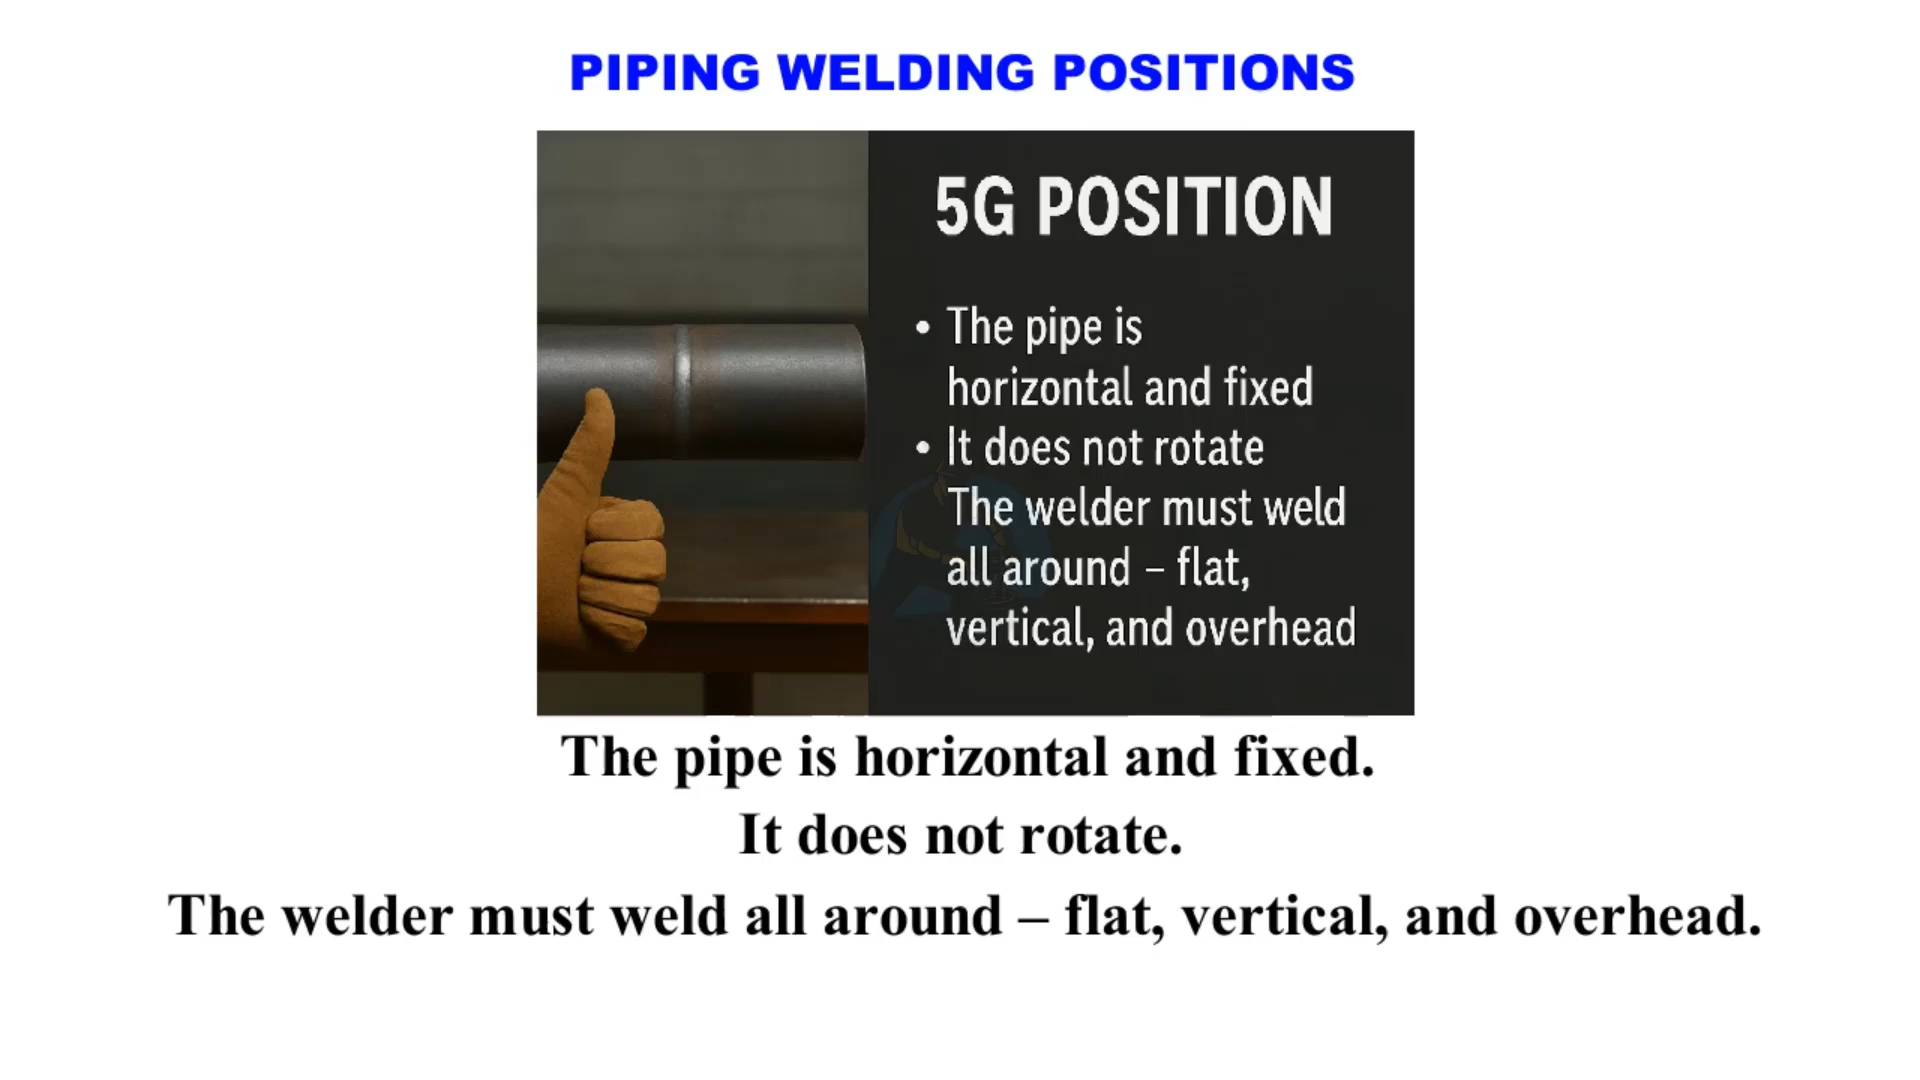 PIPING WELDING POSITIONS
5G POSITION
• The pipe is
horizontal and fixed
• It does not rotate
The welder must weld
all around – flat,
vertical, and overhead
The pipe is horizontal and fixed.
It does not rotate.
The welder must weld all around – flat, vertical, and overhead.